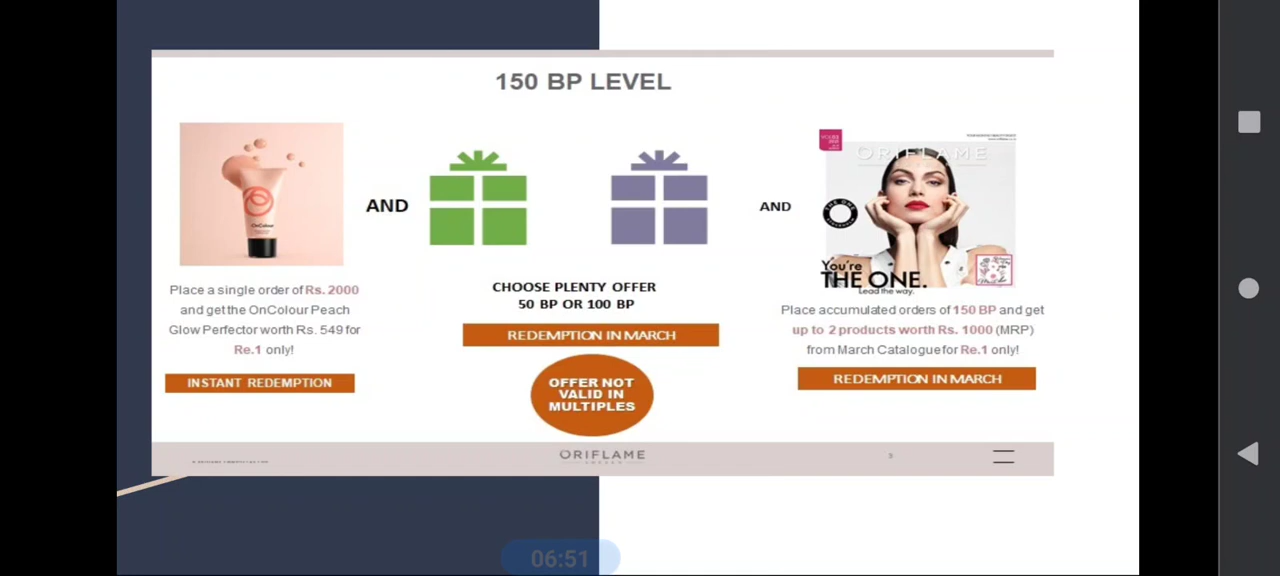 150 BP LEVEL
AND
AND
ORIFLAME
THE ONE
You're
THE ONE.
Lead the way.
OnColour
Place a single order of Rs. 2000
and get the OnColour Peach
Glow Perfector worth Rs. 549 for
Re.1 only!
INSTANT REDEMPTION
CHOOSE PLENTY OFFER
50 BP OR 100 BP
REDEMPTION IN MARCH
OFFER NOT
VALID IN
MULTIPLES
Place accumulated orders of 150 BP and get
up to 2 products worth Rs. 1000 (MRP)
from March Catalogue for Re.1 only!
REDEMPTION IN MARCH
ORIFLAME
SWEDEN
06:51